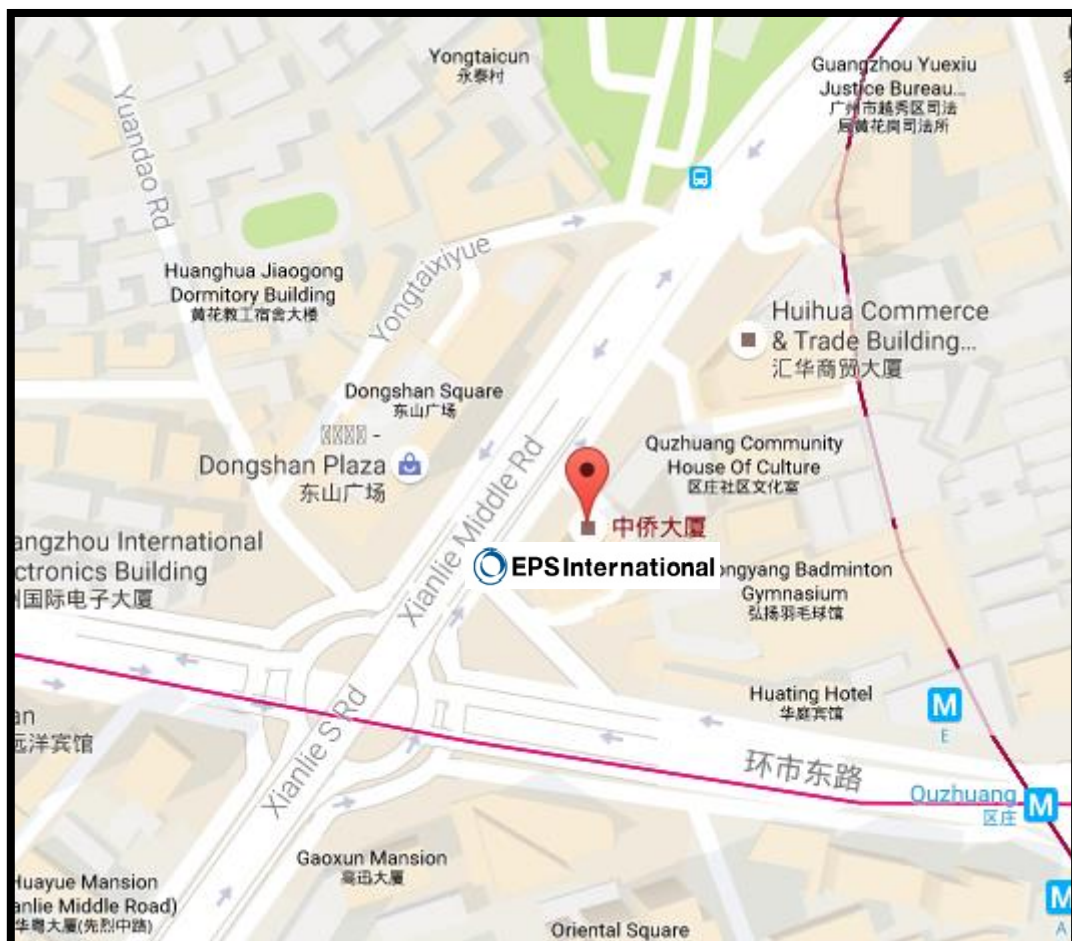 Yongtaicun
永泰村
Guangzhou Yuexiu
Justice Bureau...
广州市越秀区司法
局黄花岗司法所
Yuandao Rd
Huanghua Jiaogong
Dormitory Building
黄花教工宿舍大楼
Yongtaixiyue
Huihua Commerce
& Trade Building...
汇华商贸大厦
Dongshan Square
东山广场
Dongshan Plaza
东山广场
Xianlie Middle Rd
Quzhuang Community
House Of Culture
区庄社区文化室
中侨大厦
EPS International
angzhou International
ctronics Building
州国际电子大厦
ongyang Badminton
Gymnasium
弘扬羽毛球馆
Huating Hotel
华庭宾馆
M
E
an
远洋宾馆
Xianlie S Rd
环市东路
Quzhuang
区庄
M
Gaoxun Mansion
高迅大厦
Huayue Mansion
anlie Middle Road)
华粤大厦(先烈中路)
Oriental Square
M
A